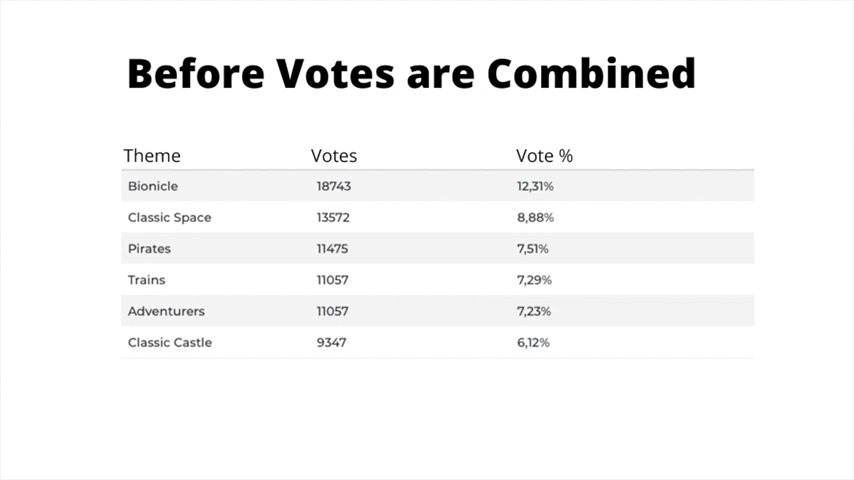 Before Votes are Combined
Theme Votes Vote %
Bionicle 18743 12,31%
Classic Space 13572 8,88%
Pirates 11475 7,51%
Trains 11057 7,29%
Adventurers 11057 7,23%
Classic Castle 9347 6,12%